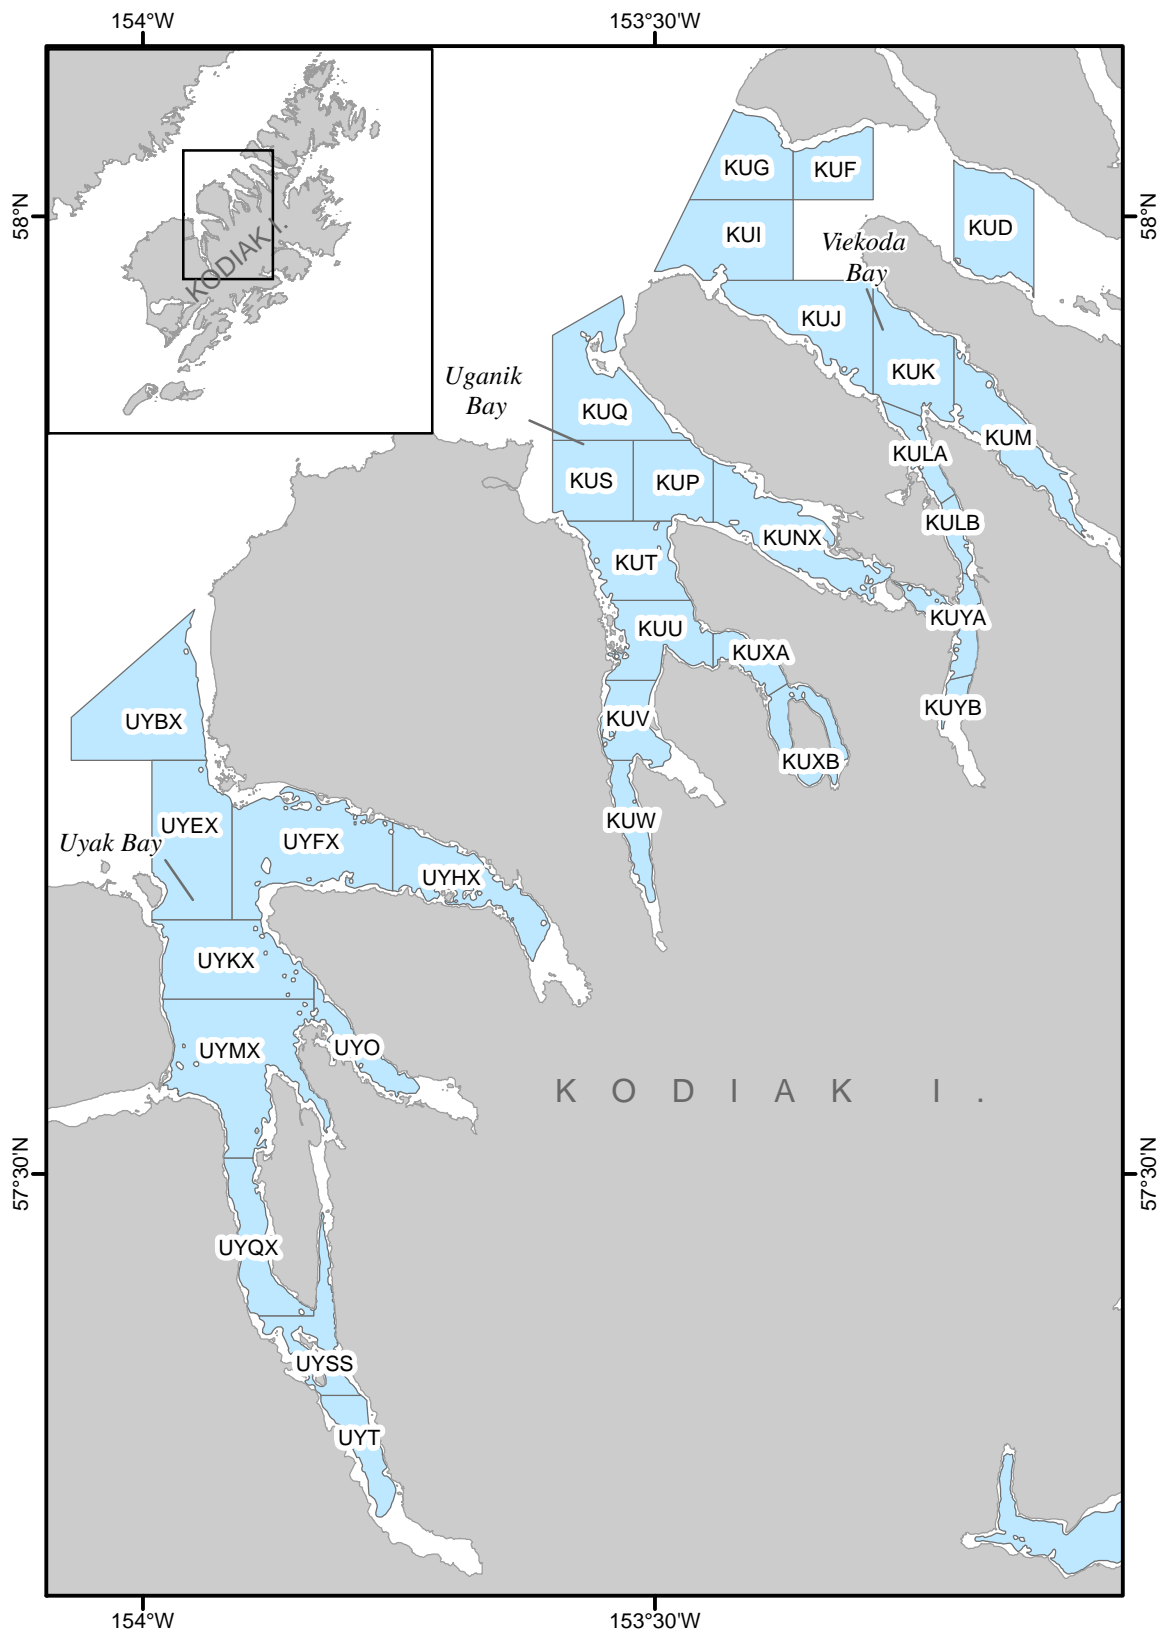 154°W
153°30'W
58°N
58°N
KODIAK I.
KUG
KUF
KUD
KUI
Viekoda
Bay
KUJ
KUK
Uganik
Bay
KUQ
KUM
KULA
KUS
KUP
KULB
KUNX
KUT
KUYA
KUU
KUXA
KUYB
KUV
UYBX
KUXB
KUW
UYEX
Uyak Bay
UYFX
UYHX
UYKX
UYMX
UYO
KODIAK I.
57°30'N
57°30'N
UYQX
UYSS
UYT
154°W
153°30'W